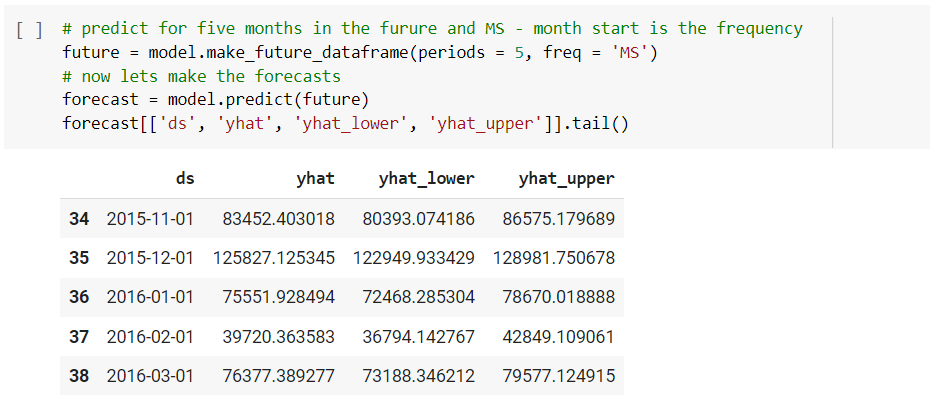 [ ] # predict for five months in the furure and MS - month start is the frequency
future = model.make_future_dataframe(periods = 5, freq = 'MS')
# now lets make the forecasts
forecast = model.predict(future)
forecast[['ds', 'yhat', 'yhat_lower', 'yhat_upper']].tail()
ds yhat yhat_lower yhat_upper
34 2015-11-01 83452.403018 80393.074186 86575.179689
35 2015-12-01 125827.125345 122949.933429 128981.750678
36 2016-01-01 75551.928494 72468.285304 78670.018888
37 2016-02-01 39720.363583 36794.142767 42849.109061
38 2016-03-01 76377.389277 73188.346212 79577.124915